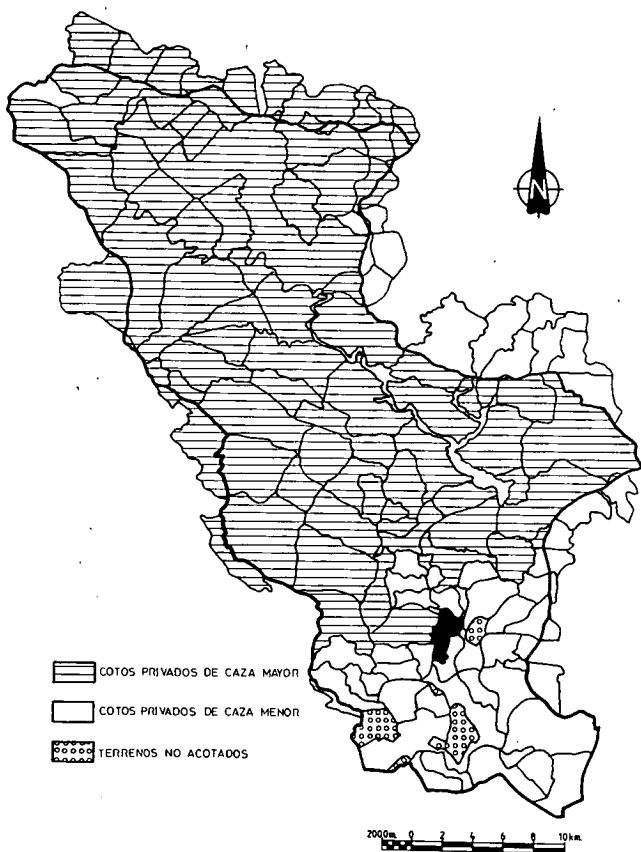 N
COTOS PRIVADOS DE CAZA MAYOR
COTOS PRIVADOS DE CAZA MENOR
TERRENOS NO ACOTADOS
2000m. 0 2 4 6 8 10km.